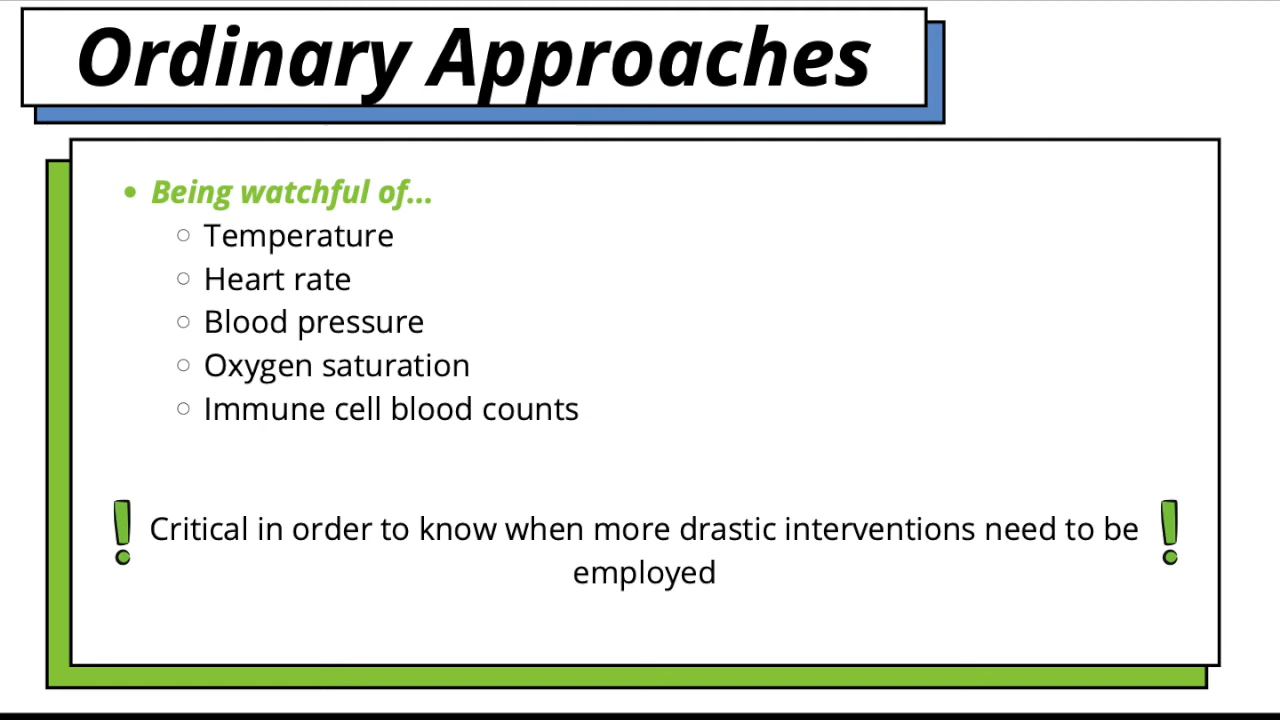 Ordinary Approaches
• Being watchful of...
○ Temperature
○ Heart rate
○ Blood pressure
○ Oxygen saturation
○ Immune cell blood counts
! Critical in order to know when more drastic interventions need to be !
employed